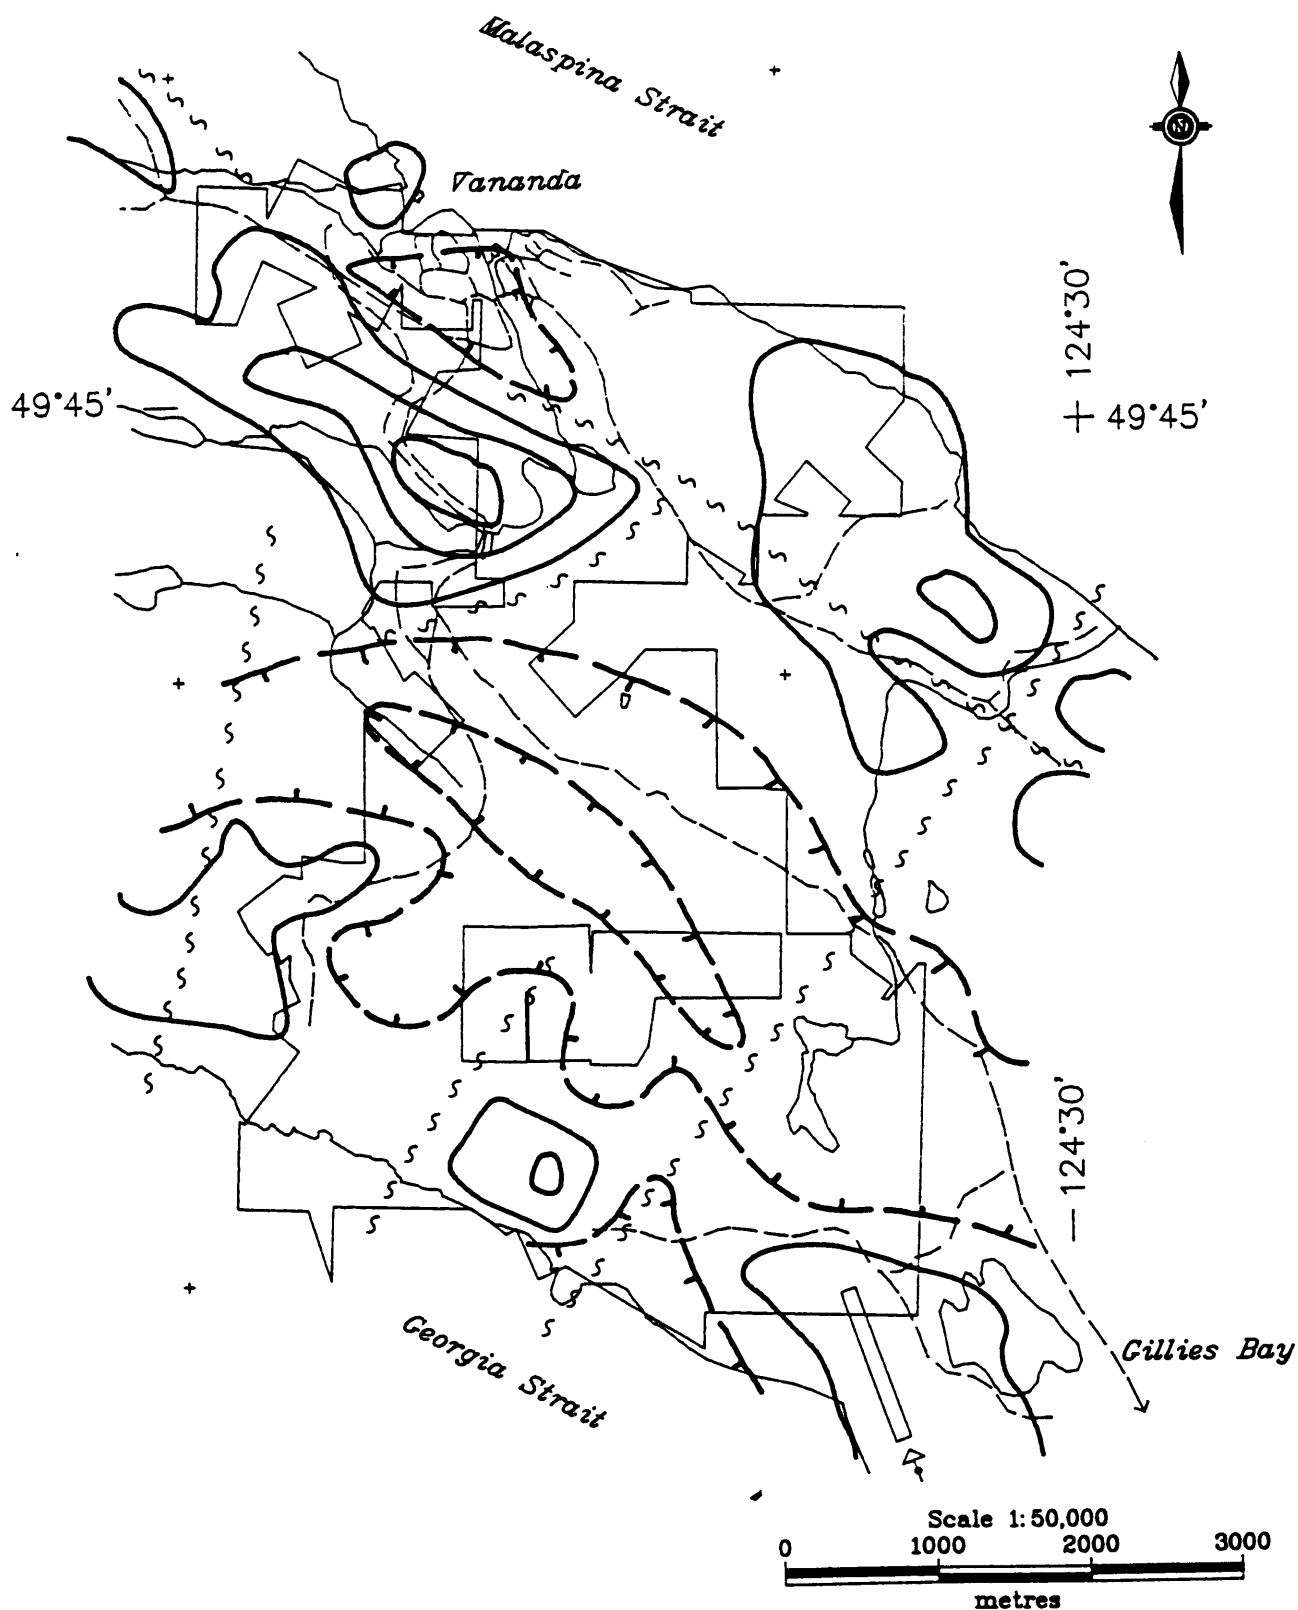 Malaspina Strait
N
Vananda
124°30'
49°45'
49°45'
124°30'
Georgia Strait
Gillies Bay
Scale 1:50,000
0 1000 2000 3000
metres